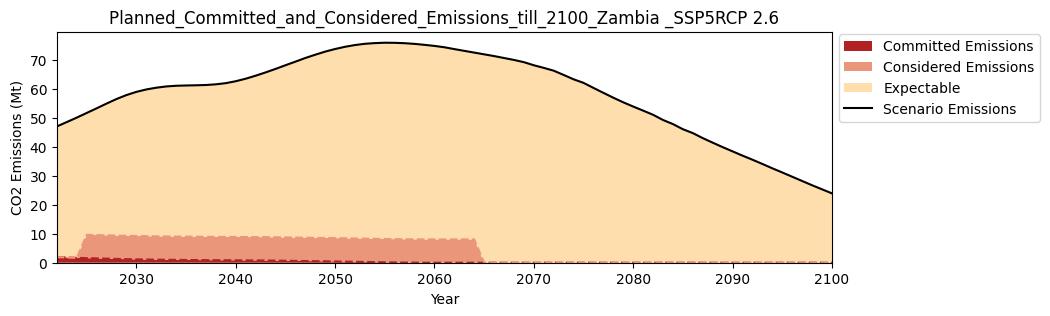 Planned_Committed_and_Considered_Emissions_till_2100_Zambia _SSP5RCP 2.6
CO2 Emissions (Mt)
70
60
50
40
30
20
10
0
2030 2040 2050 2060 2070 2080 2090 2100
Year
Committed Emissions
Considered Emissions
Expectable
Scenario Emissions